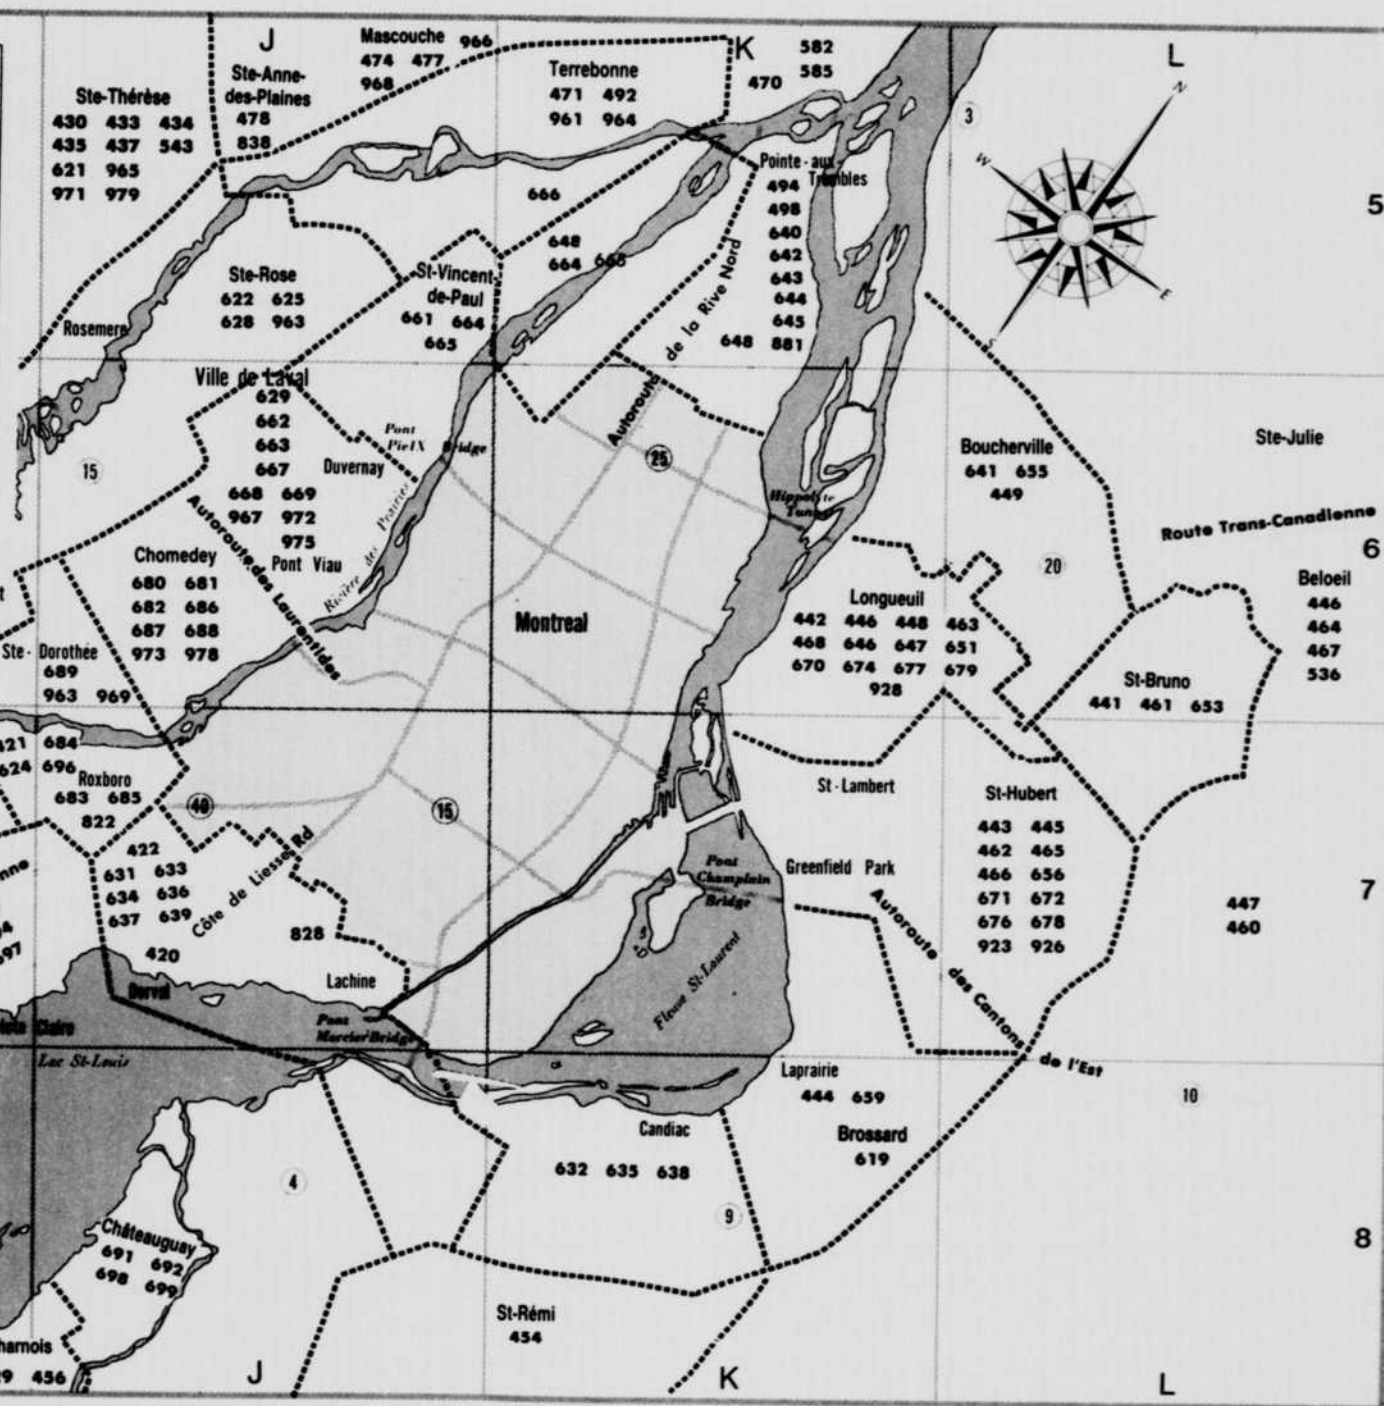 J
K
L
Mascouche 966
474 477
968
Ste-Anne-
des-Plaines
478
838
Ste-Thérèse
430 433 434
435 437 543
621 965
971 979
Terrebonne
471 492
961 964
582
585
470
3
N
W
E
S
5
Pointe-aux-
Trembles
494
498
640
642
643
644
645
648 881
666
648
664 665
Ste-Rose
622 625
628 963
St-Vincent-
de-Paul
661 664
665
Rosemere
Autoroute de la Rive Nord
Ville de Laval
629
662
663
667
668 669
967 972
975
Duvernay
Pont Viau
Pont
Pie IX Bridge
Rivière des Prairies
15
25
Autoroute des Laurentides
Chomedey
680 681
682 686
687 688
973 978
Ste-Dorothée
689
963 969
Montreal
Hippolyte
Boucherville
641 655
449
Ste-Julie
Route Trans-Canadienne
6
20
Beloeil
446
464
467
536
Longueuil
442 446 448 463
468 646 647 651
670 674 677 679
928
St-Bruno
441 461 653
421 684
624 696
Roxboro
683 685
822
40
15
422
631 633
634 636
637 639
Côte de Liesse Rd
420
828
Lachine
Dorval
Pont
Mercier Bridge
Lac St-Louis
St-Lambert
St-Hubert
443 445
462 465
466 656
671 672
676 678
923 926
Greenfield Park
Pont
Champlain
Bridge
Fleuve St-Laurent
Autoroute des Cantons de l'Est
447
460
7
Laprairie
444 659
Brossard
619
10
Candiac
632 635 638
4
9
8
Châteauguay
691 692
698 699
St-Rémi
454
harnois
9 456
J
K
L